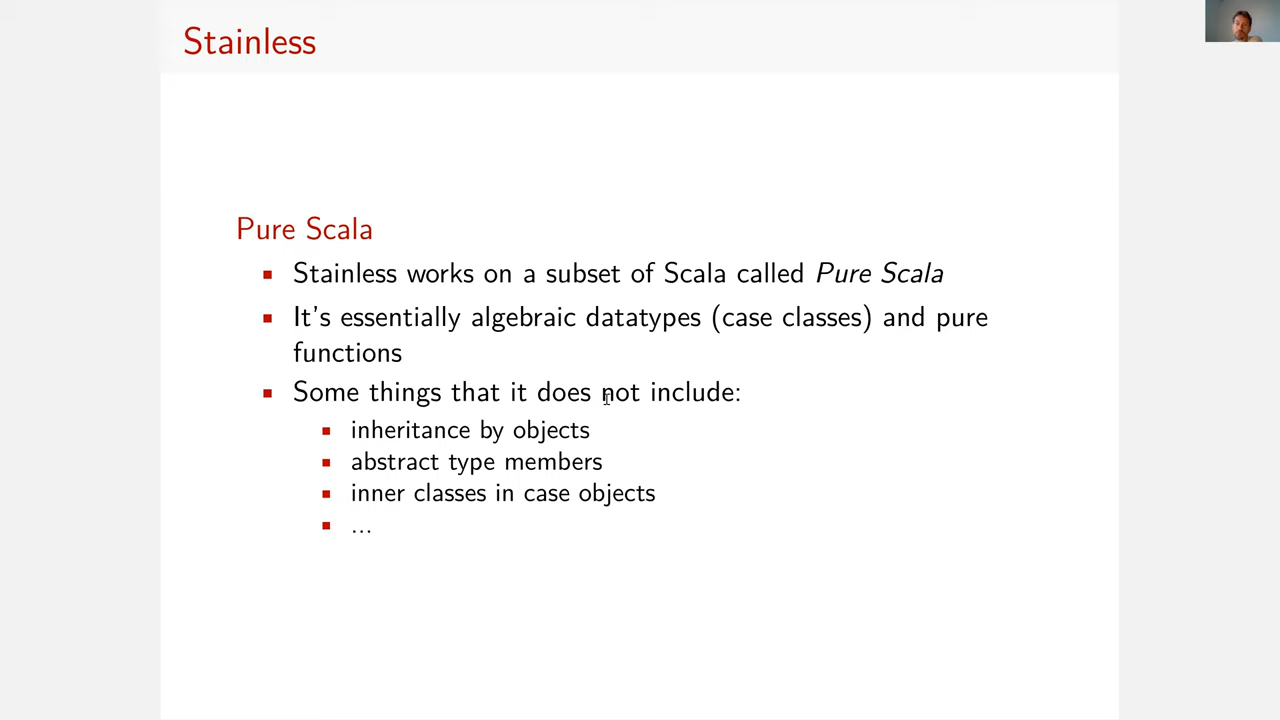 Stainless
Pure Scala
Stainless works on a subset of Scala called Pure Scala
It's essentially algebraic datatypes (case classes) and pure
functions
Some things that it does not include:
inheritance by objects
abstract type members
inner classes in case objects
...